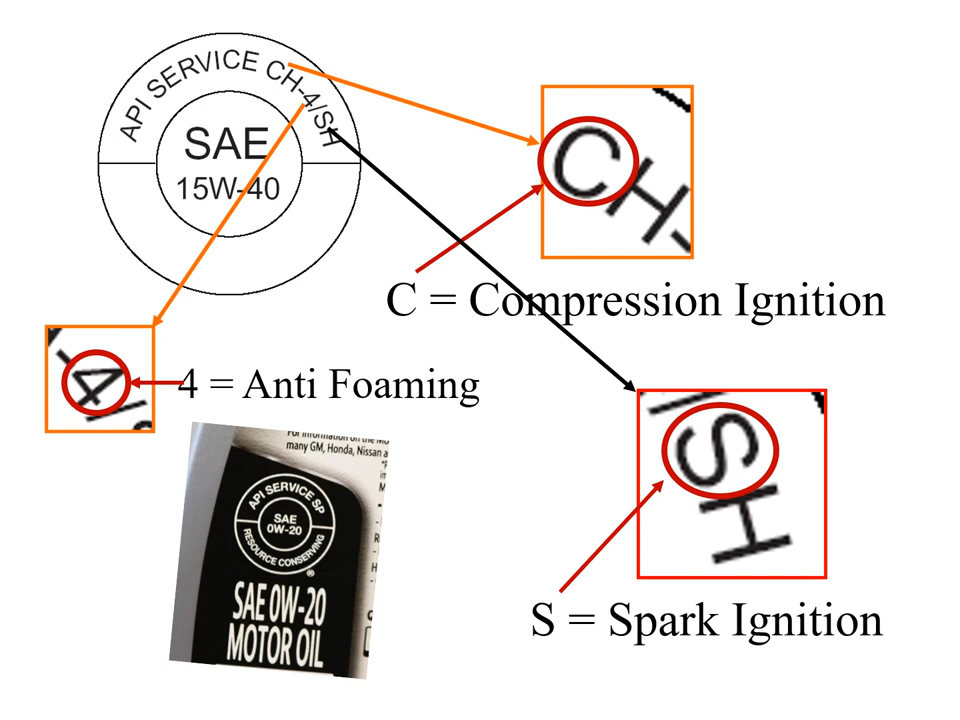 API SERVICE CH-4/SH
SAE
15W-40
CH-
C = Compression Ignition
4
4 = Anti Foaming
SH
S = Spark Ignition
For information on the
many GM, Honda, Nissan
API SERVICE SP
SAE
0W-20
RESOURCE CONSERVING
®
SAE 0W-20
MOTOR OIL